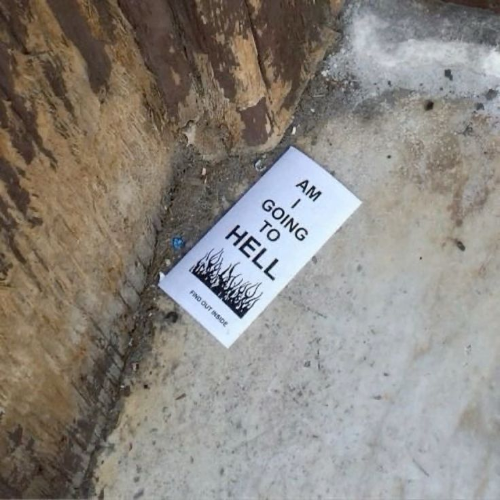 AM
I
GOING
TO
HELL
FIND OUT INSIDE